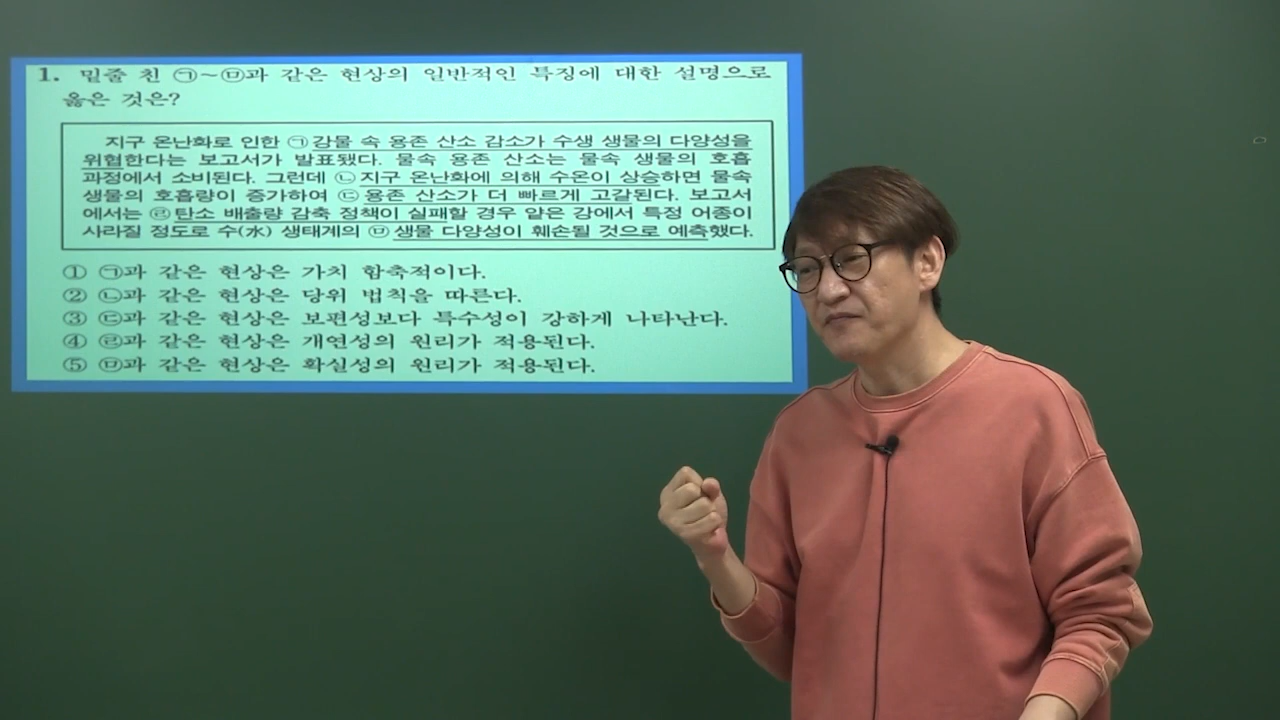 1. 밑줄 친 ㉠~㉤과 같은 현상의 일반적인 특징에 대한 설명으로
옳은 것은?
지구 온난화로 인한 ㉠강물 속 용존 산소 감소가 수생 생물의 다양성을
위협한다는 보고서가 발표됐다. 물속 용존 산소는 물속 생물의 호흡
과정에서 소비된다. 그런데 ㉡지구 온난화에 의해 수온이 상승하면 물속
생물의 호흡량이 증가하여 ㉢용존 산소가 더 빠르게 고갈된다. 보고서
에서는 ㉣탄소 배출량 감축 정책이 실패할 경우 얕은 강에서 특정 어종이
사라질 정도로 수(水) 생태계의 ㉤생물 다양성이 훼손될 것으로 예측했다.
① ㉠과 같은 현상은 가치 함축적이다.
② ㉡과 같은 현상은 당위 법칙을 따른다.
③ ㉢과 같은 현상은 보편성보다 특수성이 강하게 나타난다.
④ ㉣과 같은 현상은 개연성의 원리가 적용된다.
⑤ ㉤과 같은 현상은 확실성의 원리가 적용된다.